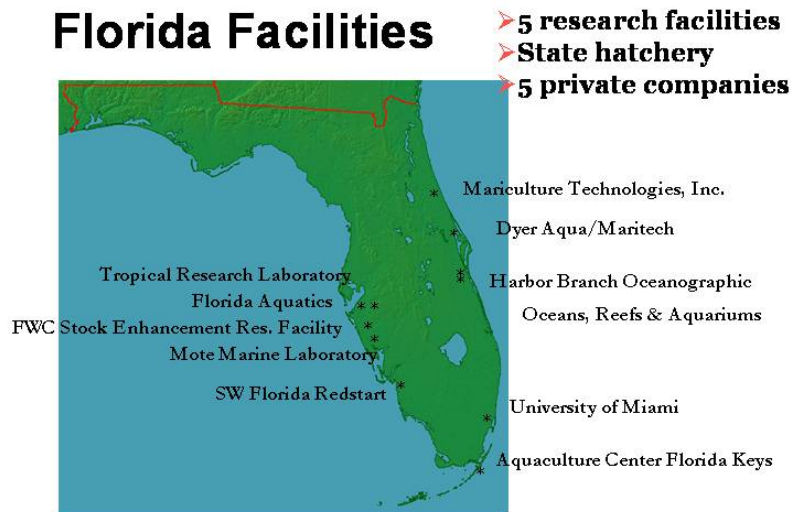 Florida Facilities
➢5 research facilities
➢State hatchery
➢5 private companies
Mariculture Technologies, Inc.
Dyer Aqua/Maritech
Tropical Research Laboratory
Harbor Branch Oceanographic
Florida Aquatics
Oceans, Reefs & Aquariums
FWC Stock Enhancement Res. Facility
Mote Marine Laboratory
SW Florida Redstart
University of Miami
Aquaculture Center Florida Keys